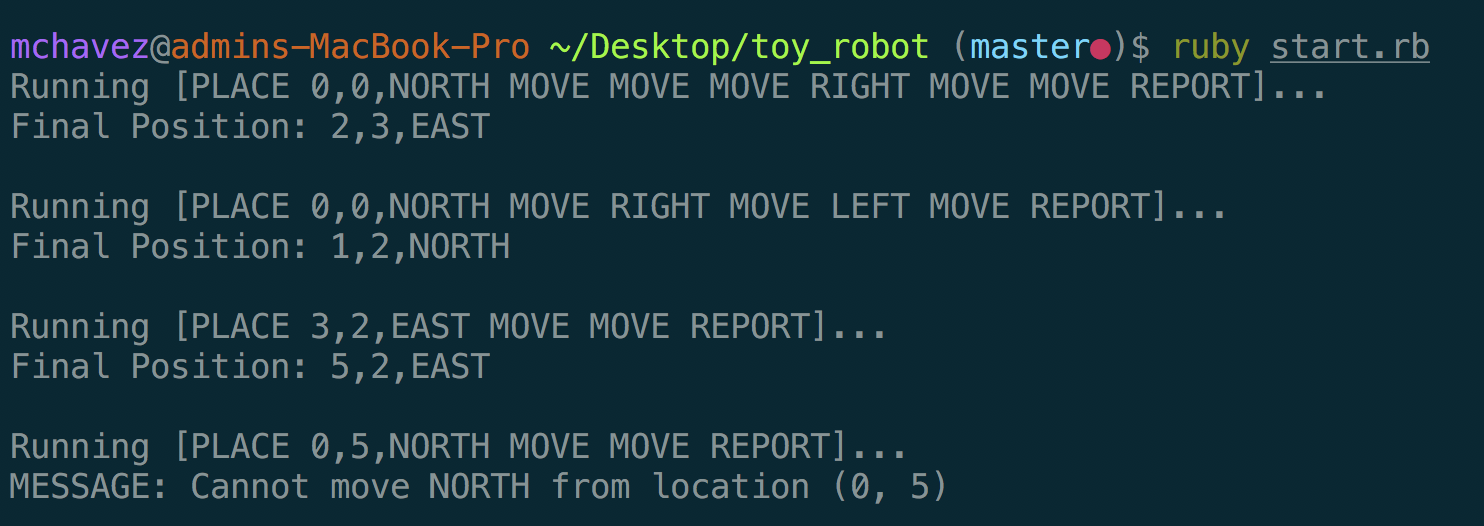 mchavez@admins-MacBook-Pro ~/Desktop/toy_robot (master●)$ ruby start.rb
Running [PLACE 0,0,NORTH MOVE MOVE MOVE RIGHT MOVE MOVE REPORT]...
Final Position: 2,3,EAST
Running [PLACE 0,0,NORTH MOVE RIGHT MOVE LEFT MOVE REPORT]...
Final Position: 1,2,NORTH
Running [PLACE 3,2,EAST MOVE MOVE REPORT]...
Final Position: 5,2,EAST
Running [PLACE 0,5,NORTH MOVE MOVE REPORT]...
MESSAGE: Cannot move NORTH from location (0, 5)